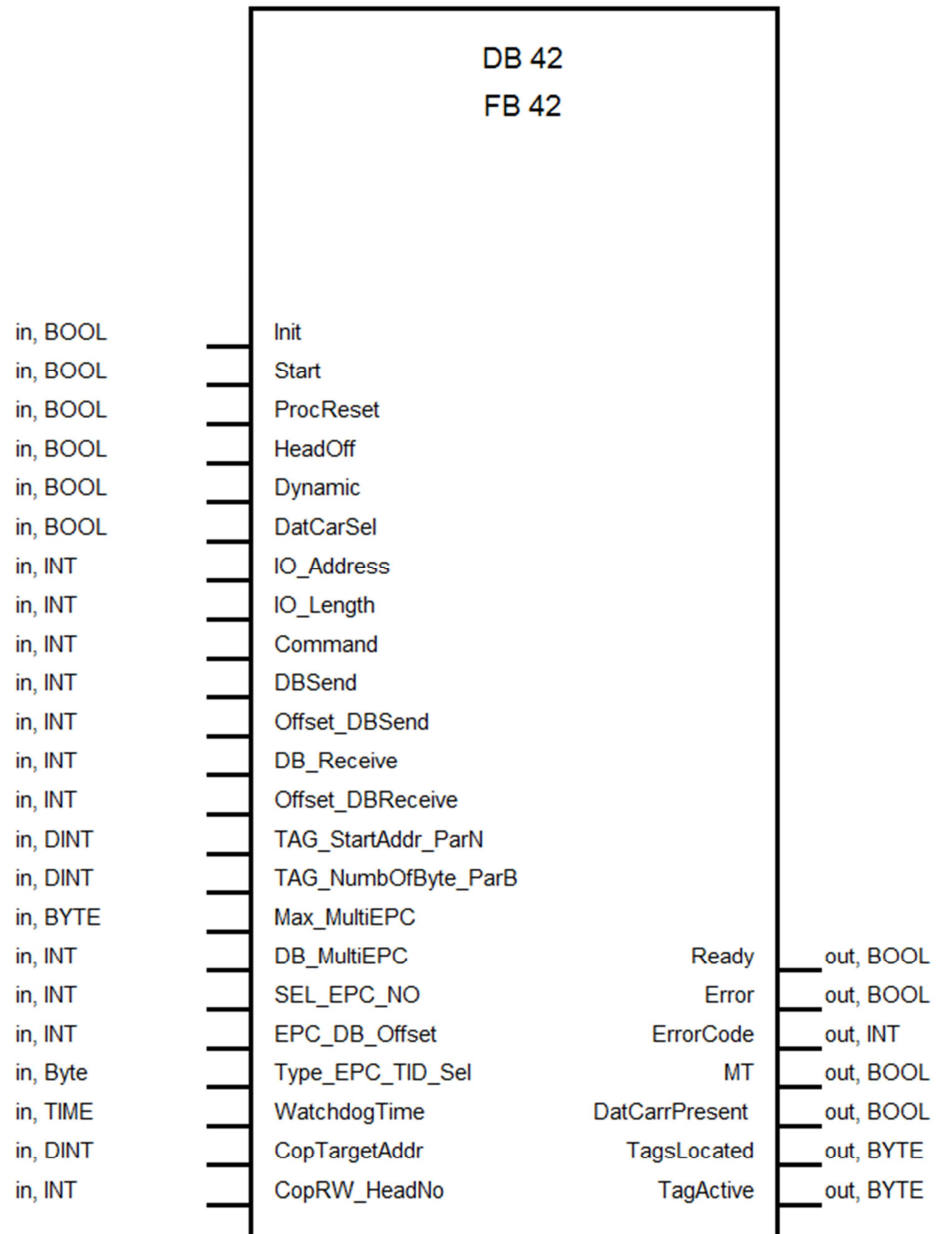 DB 42
FB 42
in, BOOL Init
in, BOOL Start
in, BOOL ProcReset
in, BOOL HeadOff
in, BOOL Dynamic
in, BOOL DatCarSel
in, INT IO_Address
in, INT IO_Length
in, INT Command
in, INT DBSend
in, INT Offset_DBSend
in, INT DB_Receive
in, INT Offset_DBReceive
in, DINT TAG_StartAddr_ParN
in, DINT TAG_NumbOfByte_ParB
in, BYTE Max_MultiEPC
in, INT DB_MultiEPC Ready out, BOOL
in, INT SEL_EPC_NO Error out, BOOL
in, INT EPC_DB_Offset ErrorCode out, INT
in, Byte Type_EPC_TID_Sel MT out, BOOL
in, TIME WatchdogTime DatCarrPresent out, BOOL
in, DINT CopTargetAddr TagsLocated out, BYTE
in, INT CopRW_HeadNo TagActive out, BYTE